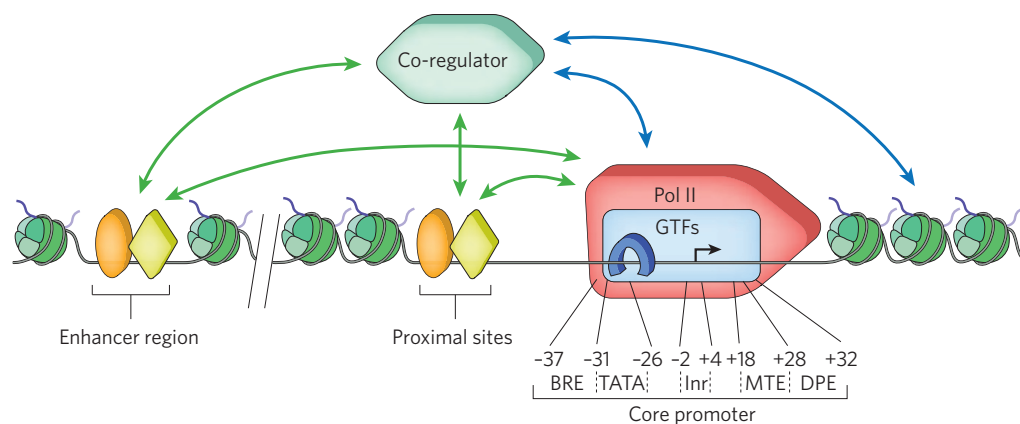 Co-regulator
Pol II
GTFs
Enhancer region
Proximal sites
–37 –31 –26 –2 +4 +18 +28 +32
BRE TATA Inr MTE DPE
Core promoter